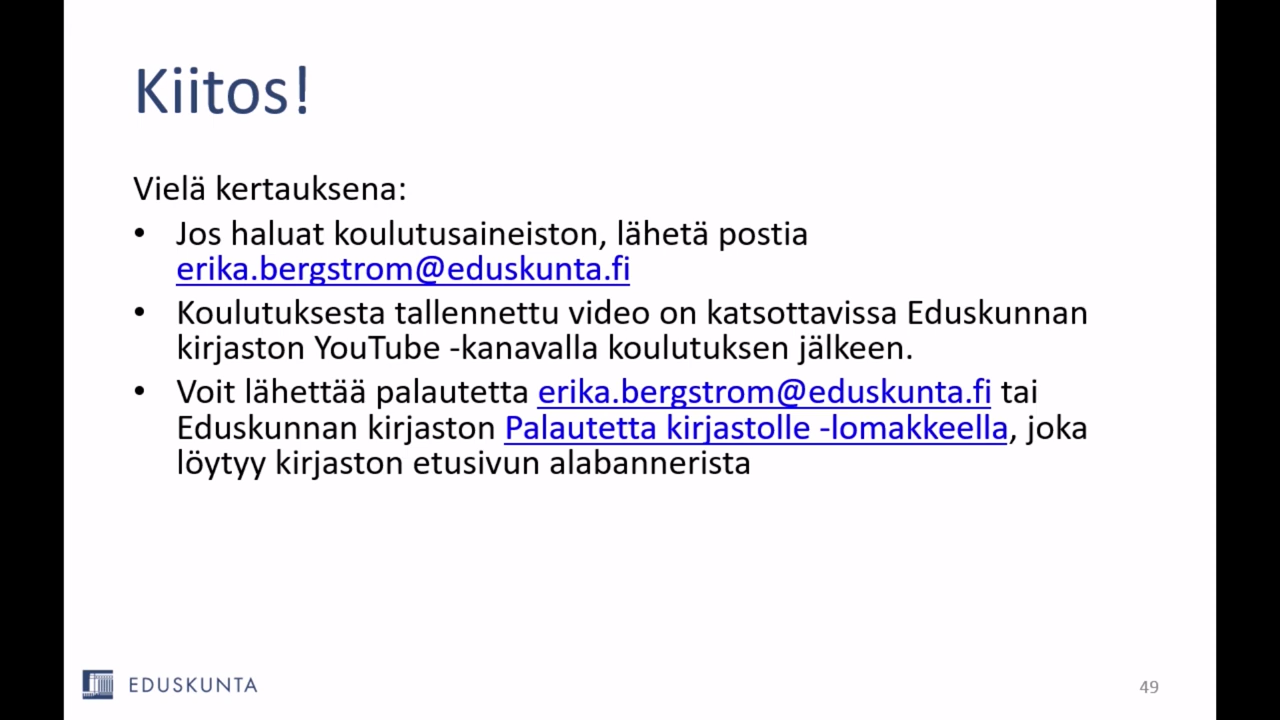 Kiitos!
Vielä kertauksena:
• Jos haluat koulutusaineiston, lähetä postia
erika.bergstrom@eduskunta.fi
• Koulutuksesta tallennettu video on katsottavissa Eduskunnan
kirjaston YouTube -kanavalla koulutuksen jälkeen.
• Voit lähettää palautetta erika.bergstrom@eduskunta.fi tai
Eduskunnan kirjaston Palautetta kirjastolle -lomakkeella, joka
löytyy kirjaston etusivun alabannerista
EDUSKUNTA
49